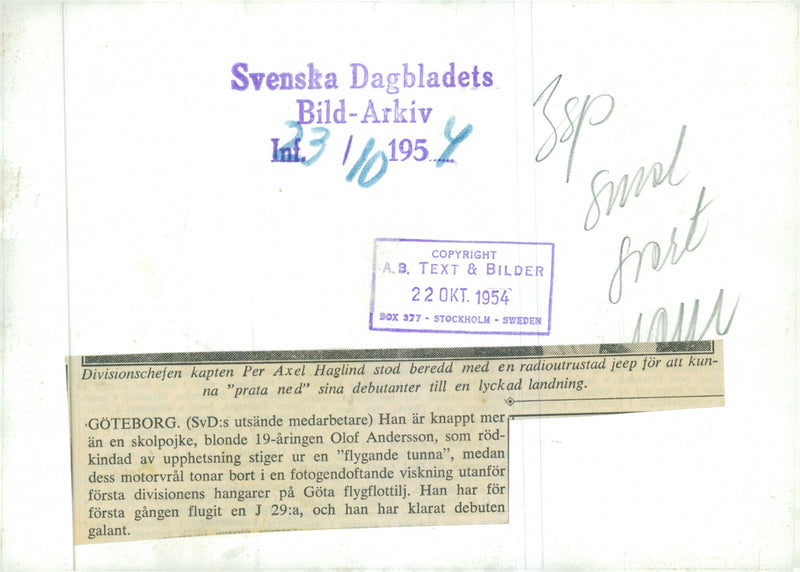 Svenska Dagbladets
Bild-Arkiv
Inf. 23/10 1954
3sp
smal
svart
COPYRIGHT
A.B. TEXT & BILDER
22 OKT. 1954
BOX 377 - STOCKHOLM - SWEDEN
Divisionschefen kapten Per Axel Haglind stod beredd med en radioutrustad jeep för att kun-
na "prata ned" sina debutanter till en lyckad landning.
GÖTEBORG. (SvD:s utsände medarbetare) Han är knappt mer
än en skolpojke, blonde 19-åringen Olof Andersson, som röd-
kindad av upphetsning stiger ur en "flygande tunna", medan
dess motorvrål tonar bort i en fotogendoftande viskning utanför
första divisionens hangarer på Göta flygflottilj. Han har för
första gången flugit en J 29:a, och han har klarat debuten
galant.